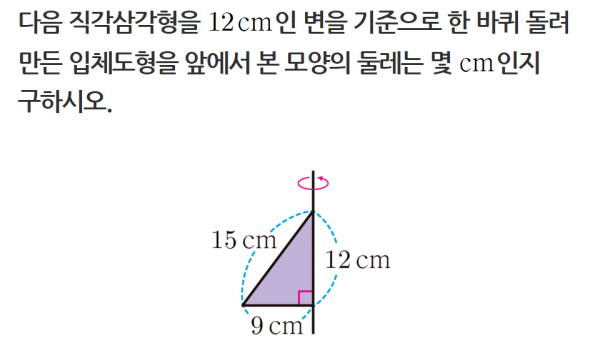 다음 직각삼각형을 12 cm인 변을 기준으로 한 바퀴 돌려
만든 입체도형을 앞에서 본 모양의 둘레는 몇 cm인지
구하시오.
15 cm
12 cm
9 cm